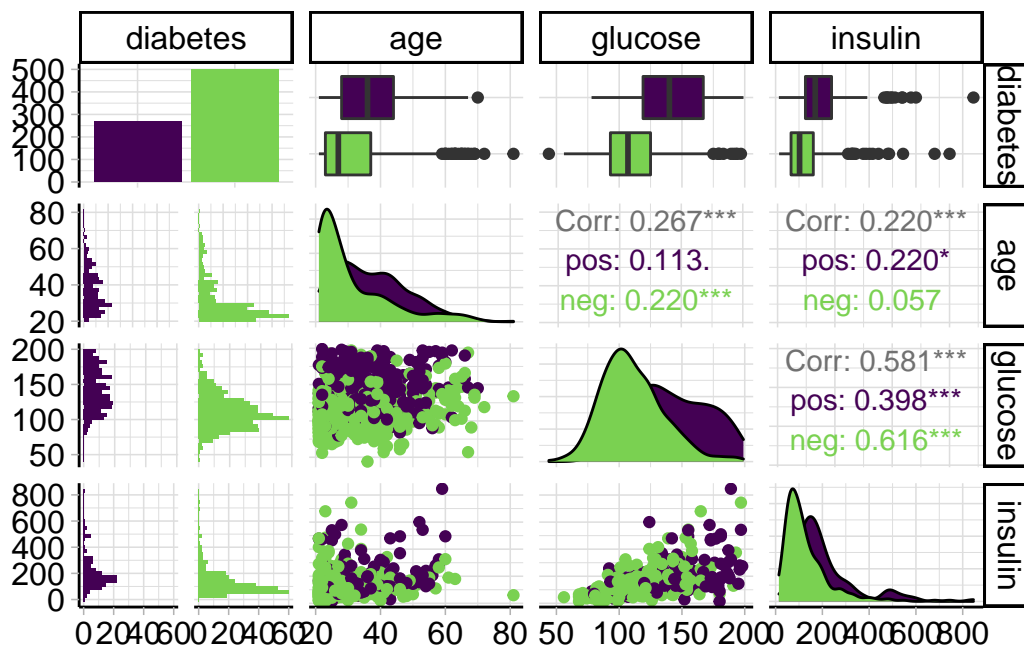 diabetes age glucose insulin
500
400
300
200
100
0
diabetes
80
60
40
20
Corr: 0.267***
pos: 0.113.
neg: 0.220***
Corr: 0.220***
pos: 0.220*
neg: 0.057
age
200
150
100
50
Corr: 0.581***
pos: 0.398***
neg: 0.616***
glucose
800
600
400
200
0
insulin
0 20 40 60 0 20 40 60 20 40 60 80 50 100 150 200 0 200 400 600 800